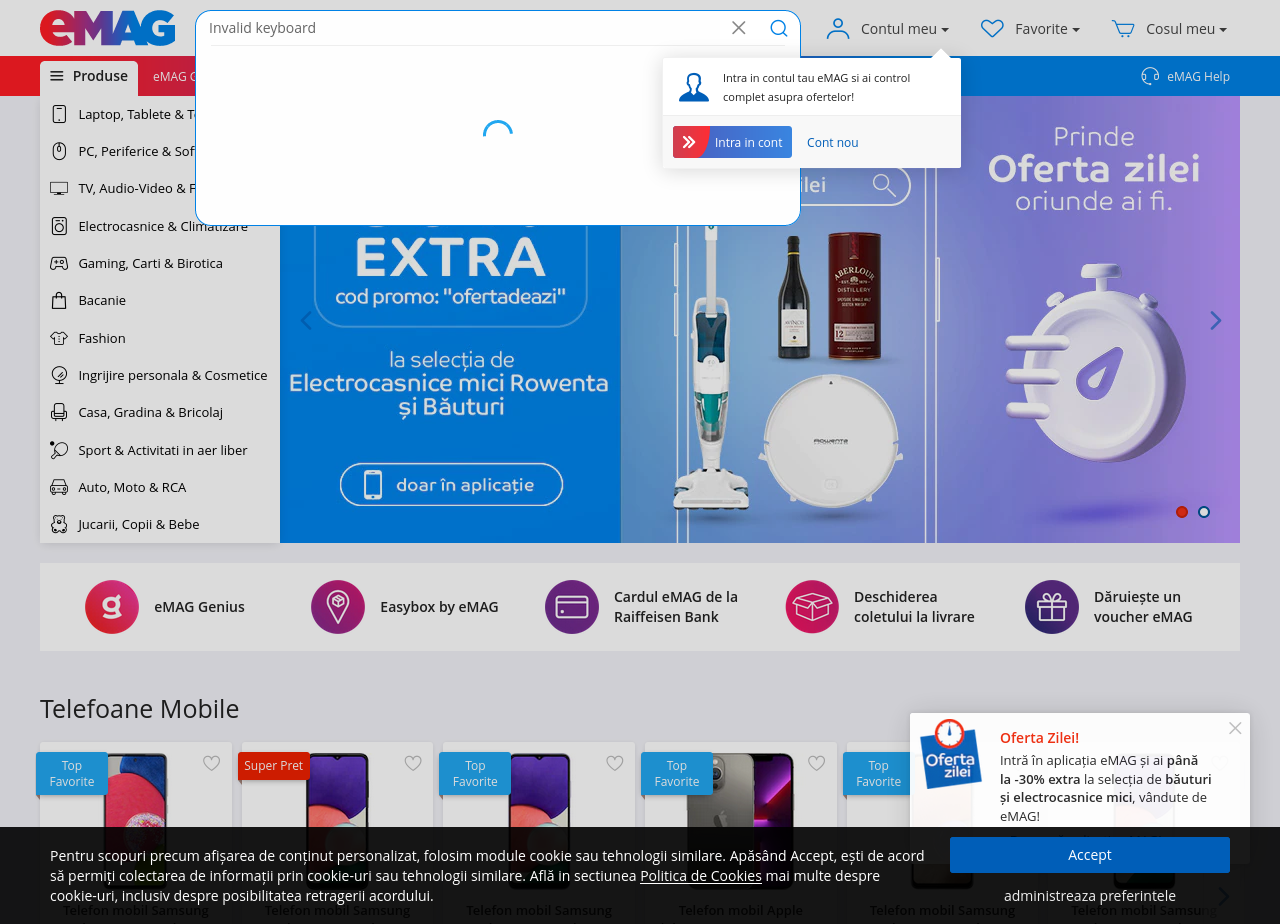 eMAG
Invalid keyboard
Contul meu
Favorite
Cosul meu
Produse
eMAG G
eMAG Help
Intra in contul tau eMAG si ai control
complet asupra ofertelor!
Intra in cont
Cont nou
Laptop, Tablete & T
PC, Periferice & Sof
TV, Audio-Video & F
Electrocasnice & Climatizare
Gaming, Carti & Birotica
Bacanie
Fashion
Ingrijire personala & Cosmetice
Casa, Gradina & Bricolaj
Sport & Activitati in aer liber
Auto, Moto & RCA
Jucarii, Copii & Bebe
EXTRA
cod promo: "ofertadeazi"
la selecția de
Electrocasnice mici Rowenta
și Băuturi
doar în aplicație
zilei
ABERLOUR
DISTILLERY
12
ROWENTA
Prinde
Oferta zilei
oriunde ai fi.
eMAG Genius
Easybox by eMAG
Cardul eMAG de la
Raiffeisen Bank
Deschiderea
coletului la livrare
Dăruiește un
voucher eMAG
Telefoane Mobile
Top
Favorite
Super Pret
Top
Favorite
Top
Favorite
Top
Favorite
Oferta
zilei
Oferta Zilei!
Intră în aplicația eMAG și ai până
la -30% extra la selecția de băuturi
și electrocasnice mici, vândute de
eMAG!
Pentru scopuri precum afișarea de conținut personalizat, folosim module cookie sau tehnologii similare. Apăsând Accept, ești de acord
să permiți colectarea de informații prin cookie-uri sau tehnologii similare. Află in sectiunea Politica de Cookies mai multe despre
cookie-uri, inclusiv despre posibilitatea retragerii acordului.
Accept
administreaza preferintele
Telefon mobil Samsung
Telefon mobil Samsung
Telefon mobil Samsung
Telefon mobil Apple
Telefon mobil Samsung
Telefon mobil Samsung